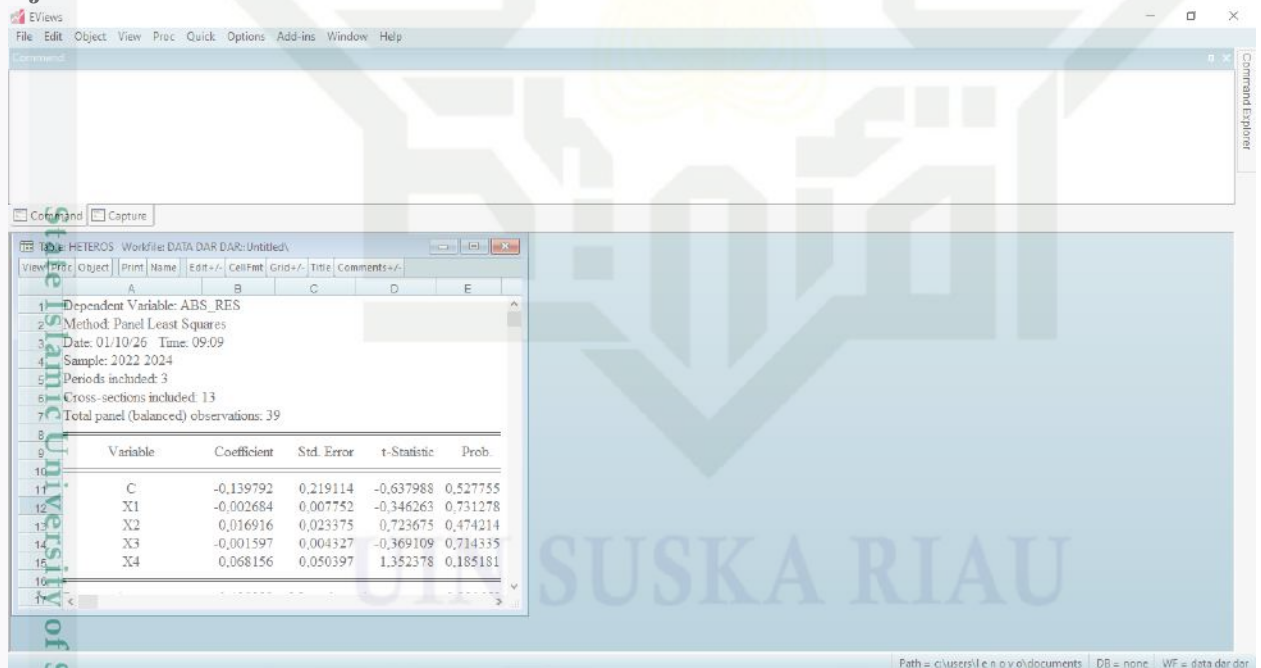 EViews
File Edit Object View Proc Quick Options Add-ins Window Help
Command
Command Explorer
Command Capture
Table: HETEROS Workfile: DATA DAR DAR::Untitled\
View Proc Object Print Name Edit+/- CellFmt Grid+/- Title Comments+/-
A B C D E
1 Dependent Variable: ABS_RES
2 Method: Panel Least Squares
3 Date: 01/10/26 Time: 09:09
4 Sample: 2022 2024
5 Periods included: 3
6 Cross-sections included: 13
7 Total panel (balanced) observations: 39
8
9 Variable Coefficient Std. Error t-Statistic Prob.
10
11 C -0,139792 0,219114 -0,637988 0,527755
12 X1 -0,002684 0,007752 -0,346263 0,731278
13 X2 0,016916 0,023375 0,723675 0,474214
14 X3 -0,001597 0,004327 -0,369109 0,714335
15 X4 0,068156 0,050397 1,352378 0,185181
16
17
State Islamic University of
UIN SUSKA RIAU
Path = c:\users\l e n o v o\documents DB = none WF = data dar dar